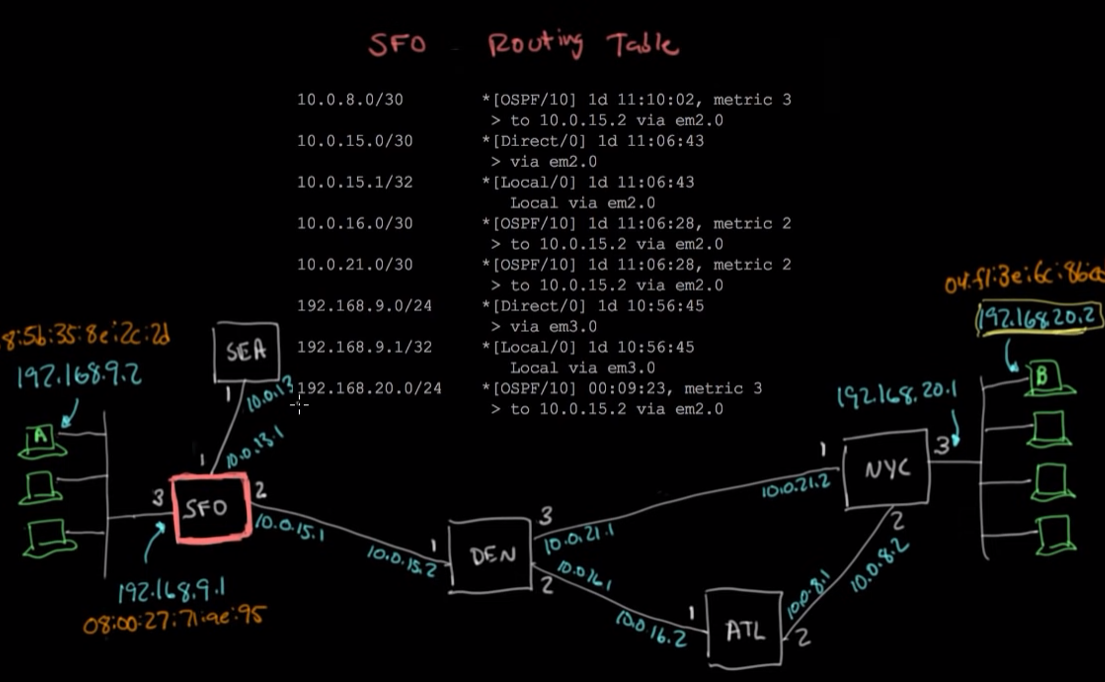 SFO - Routing Table
10.0.8.0/30 *[OSPF/10] 1d 11:10:02, metric 3
> to 10.0.15.2 via em2.0
10.0.15.0/30 *[Direct/0] 1d 11:06:43
> via em2.0
10.0.15.1/32 *[Local/0] 1d 11:06:43
Local via em2.0
10.0.16.0/30 *[OSPF/10] 1d 11:06:28, metric 2
> to 10.0.15.2 via em2.0
10.0.21.0/30 *[OSPF/10] 1d 11:06:28, metric 2
> to 10.0.15.2 via em2.0
192.168.9.0/24 *[Direct/0] 1d 10:56:45
> via em3.0
192.168.9.1/32 *[Local/0] 1d 10:56:45
Local via em3.0
192.168.20.0/24 *[OSPF/10] 00:09:23, metric 3
> to 10.0.15.2 via em2.0
8:5b:35:8e:2c:2d
192.168.9.2
A
SEA
1
10.0.13
10.0.13.1
1
3
SFO
2
10.0.15.1
192.168.9.1
08:00:27:71:ae:95
10.0.15.2
1
DEN
3
10.0.21.1
2
10.0.16.1
10.0.16.2
1
ATL
2
10.0.8.1
10.0.8.2
2
10.0.21.2
1
NYC
3
192.168.20.1
192.168.20.2
B